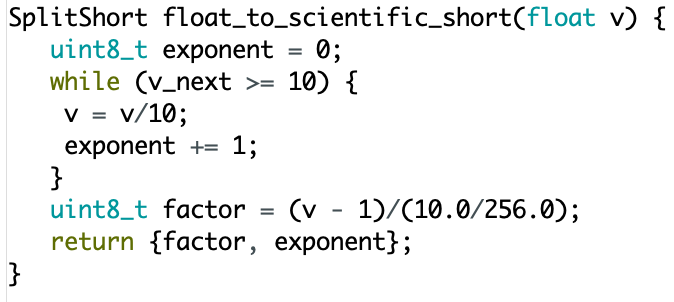 SplitShort float_to_scientific_short(float v) {
uint8_t exponent = 0;
while (v_next >= 10) {
v = v/10;
exponent += 1;
}
uint8_t factor = (v - 1)/(10.0/256.0);
return {factor, exponent};
}